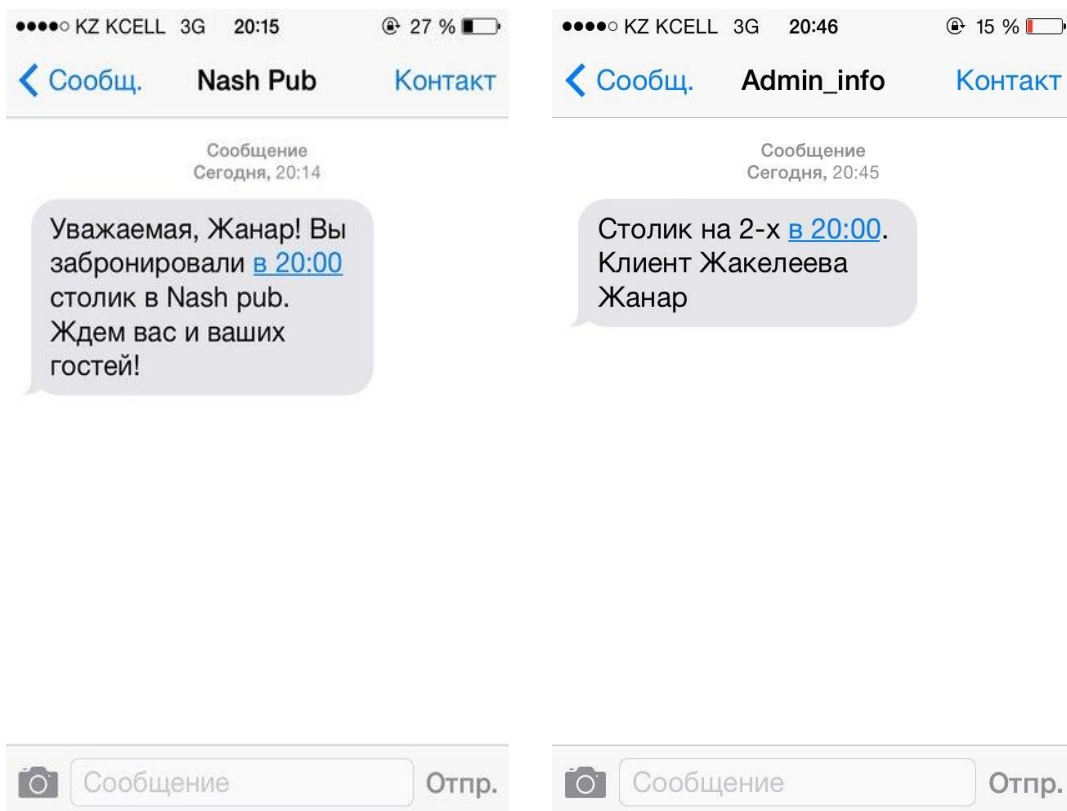 KZ KCELL 3G 20:15 27 %
Сообщ. Nash Pub Контакт
Сообщение
Сегодня, 20:14
Уважаемая, Жанар! Вы
забронировали в 20:00
столик в Nash pub.
Ждем вас и ваших
гостей!
Сообщение Отпр.
KZ KCELL 3G 20:46 15 %
Сообщ. Admin_info Контакт
Сообщение
Сегодня, 20:45
Столик на 2-х в 20:00.
Клиент Жакелеева
Жанар
Сообщение Отпр.